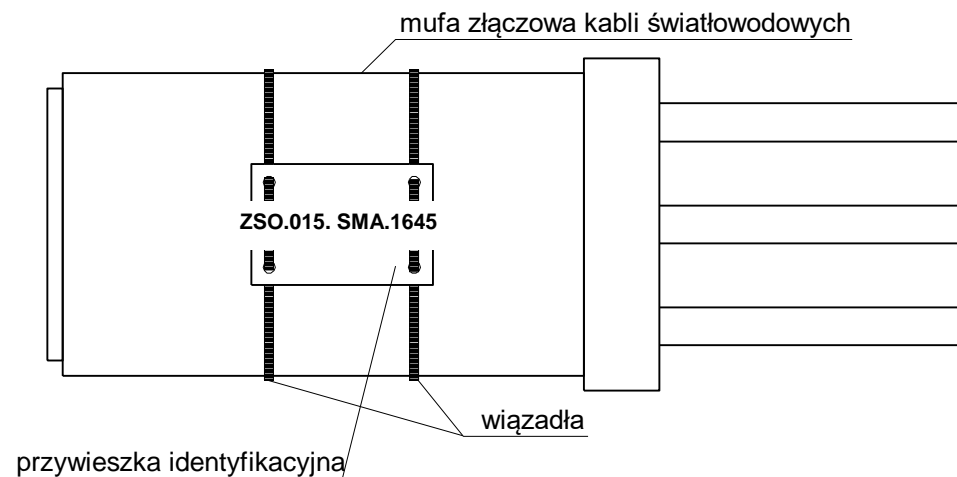 mufa złączowa kabli światłowodowych
ZSO.015. SMA.1645
wiązadła
przywieszka identyfikacyjna